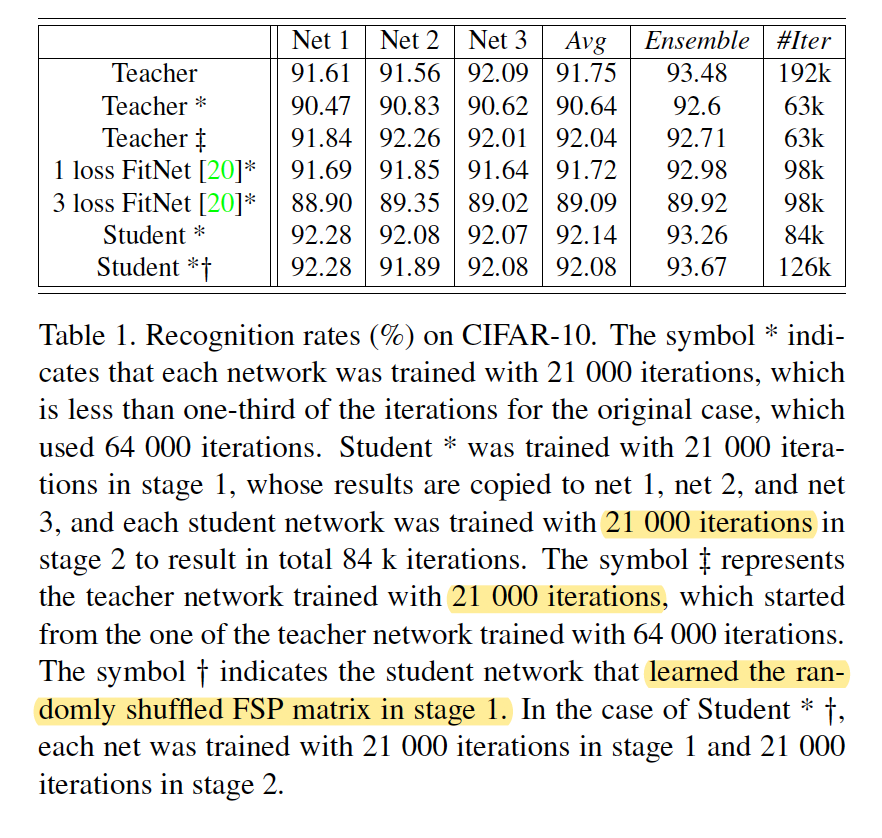 Net 1 Net 2 Net 3 Avg Ensemble #Iter
Teacher 91.61 91.56 92.09 91.75 93.48 192k
Teacher * 90.47 90.83 90.62 90.64 92.6 63k
Teacher ‡ 91.84 92.26 92.01 92.04 92.71 63k
1 loss FitNet [20]* 91.69 91.85 91.64 91.72 92.98 98k
3 loss FitNet [20]* 88.90 89.35 89.02 89.09 89.92 98k
Student * 92.28 92.08 92.07 92.14 93.26 84k
Student *† 92.28 91.89 92.08 92.08 93.67 126k
Table 1. Recognition rates (%) on CIFAR-10. The symbol * indi-
cates that each network was trained with 21 000 iterations, which
is less than one-third of the iterations for the original case, which
used 64 000 iterations. Student * was trained with 21 000 itera-
tions in stage 1, whose results are copied to net 1, net 2, and net
3, and each student network was trained with 21 000 iterations in
stage 2 to result in total 84 k iterations. The symbol ‡ represents
the teacher network trained with 21 000 iterations, which started
from the one of the teacher network trained with 64 000 iterations.
The symbol † indicates the student network that learned the ran-
domly shuffled FSP matrix in stage 1. In the case of Student * †,
each net was trained with 21 000 iterations in stage 1 and 21 000
iterations in stage 2.